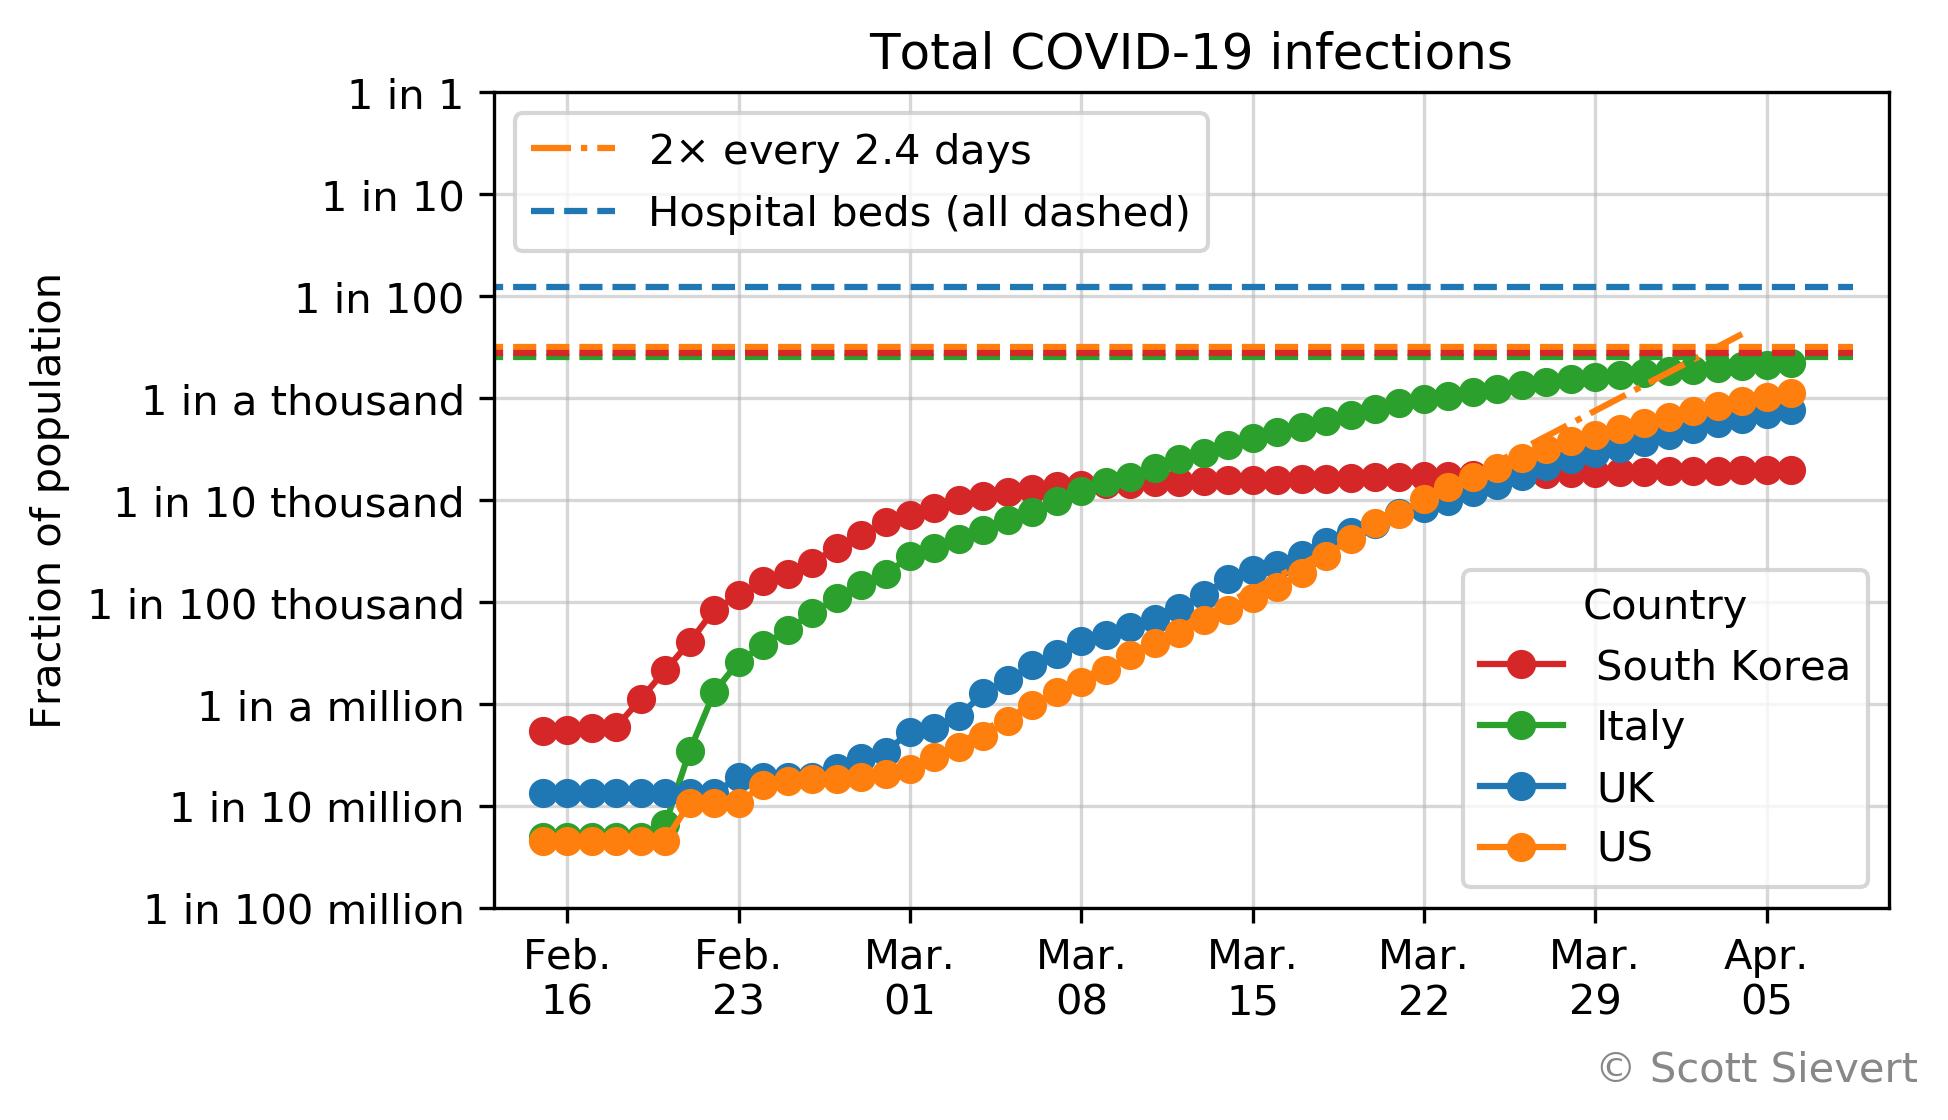 Total COVID-19 infections
1 in 1
1 in 10
1 in 100
1 in a thousand
1 in 10 thousand
1 in 100 thousand
1 in a million
1 in 10 million
1 in 100 million
Fraction of population
2× every 2.4 days
Hospital beds (all dashed)
Country
South Korea
Italy
UK
US
Feb.
16
Feb.
23
Mar.
01
Mar.
08
Mar.
15
Mar.
22
Mar.
29
Apr.
05
© Scott Sievert